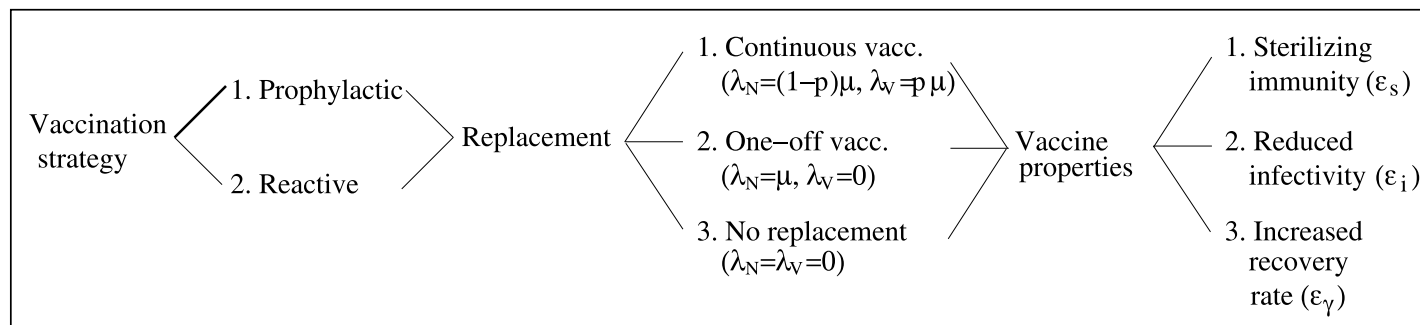 Vaccination
strategy
1. Prophylactic
2. Reactive
Replacement
1. Continuous vacc.
(λN=(1−p)μ, λV=p μ)
2. One−off vacc.
(λN=μ, λV=0)
3. No replacement
(λN=λV=0)
Vaccine
properties
1. Sterilizing
immunity (εs)
2. Reduced
infectivity (εi)
3. Increased
recovery
rate (εγ)